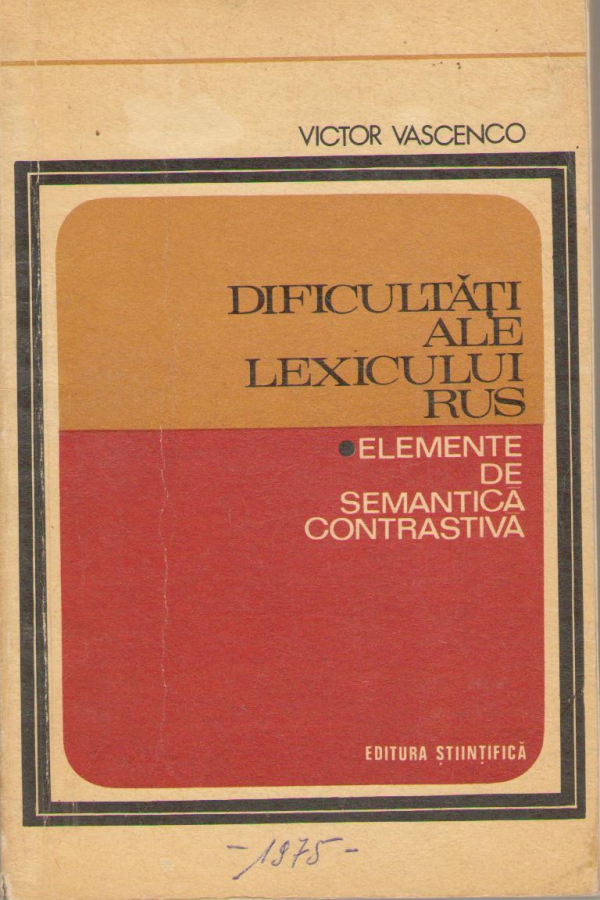 VICTOR VASCENCO
DIFICULTĂȚI
ALE
LEXICULUI
RUS
•ELEMENTE
DE
SEMANTICĂ
CONTRASTIVĂ
EDITURA ȘTIINȚIFICĂ
-1975-